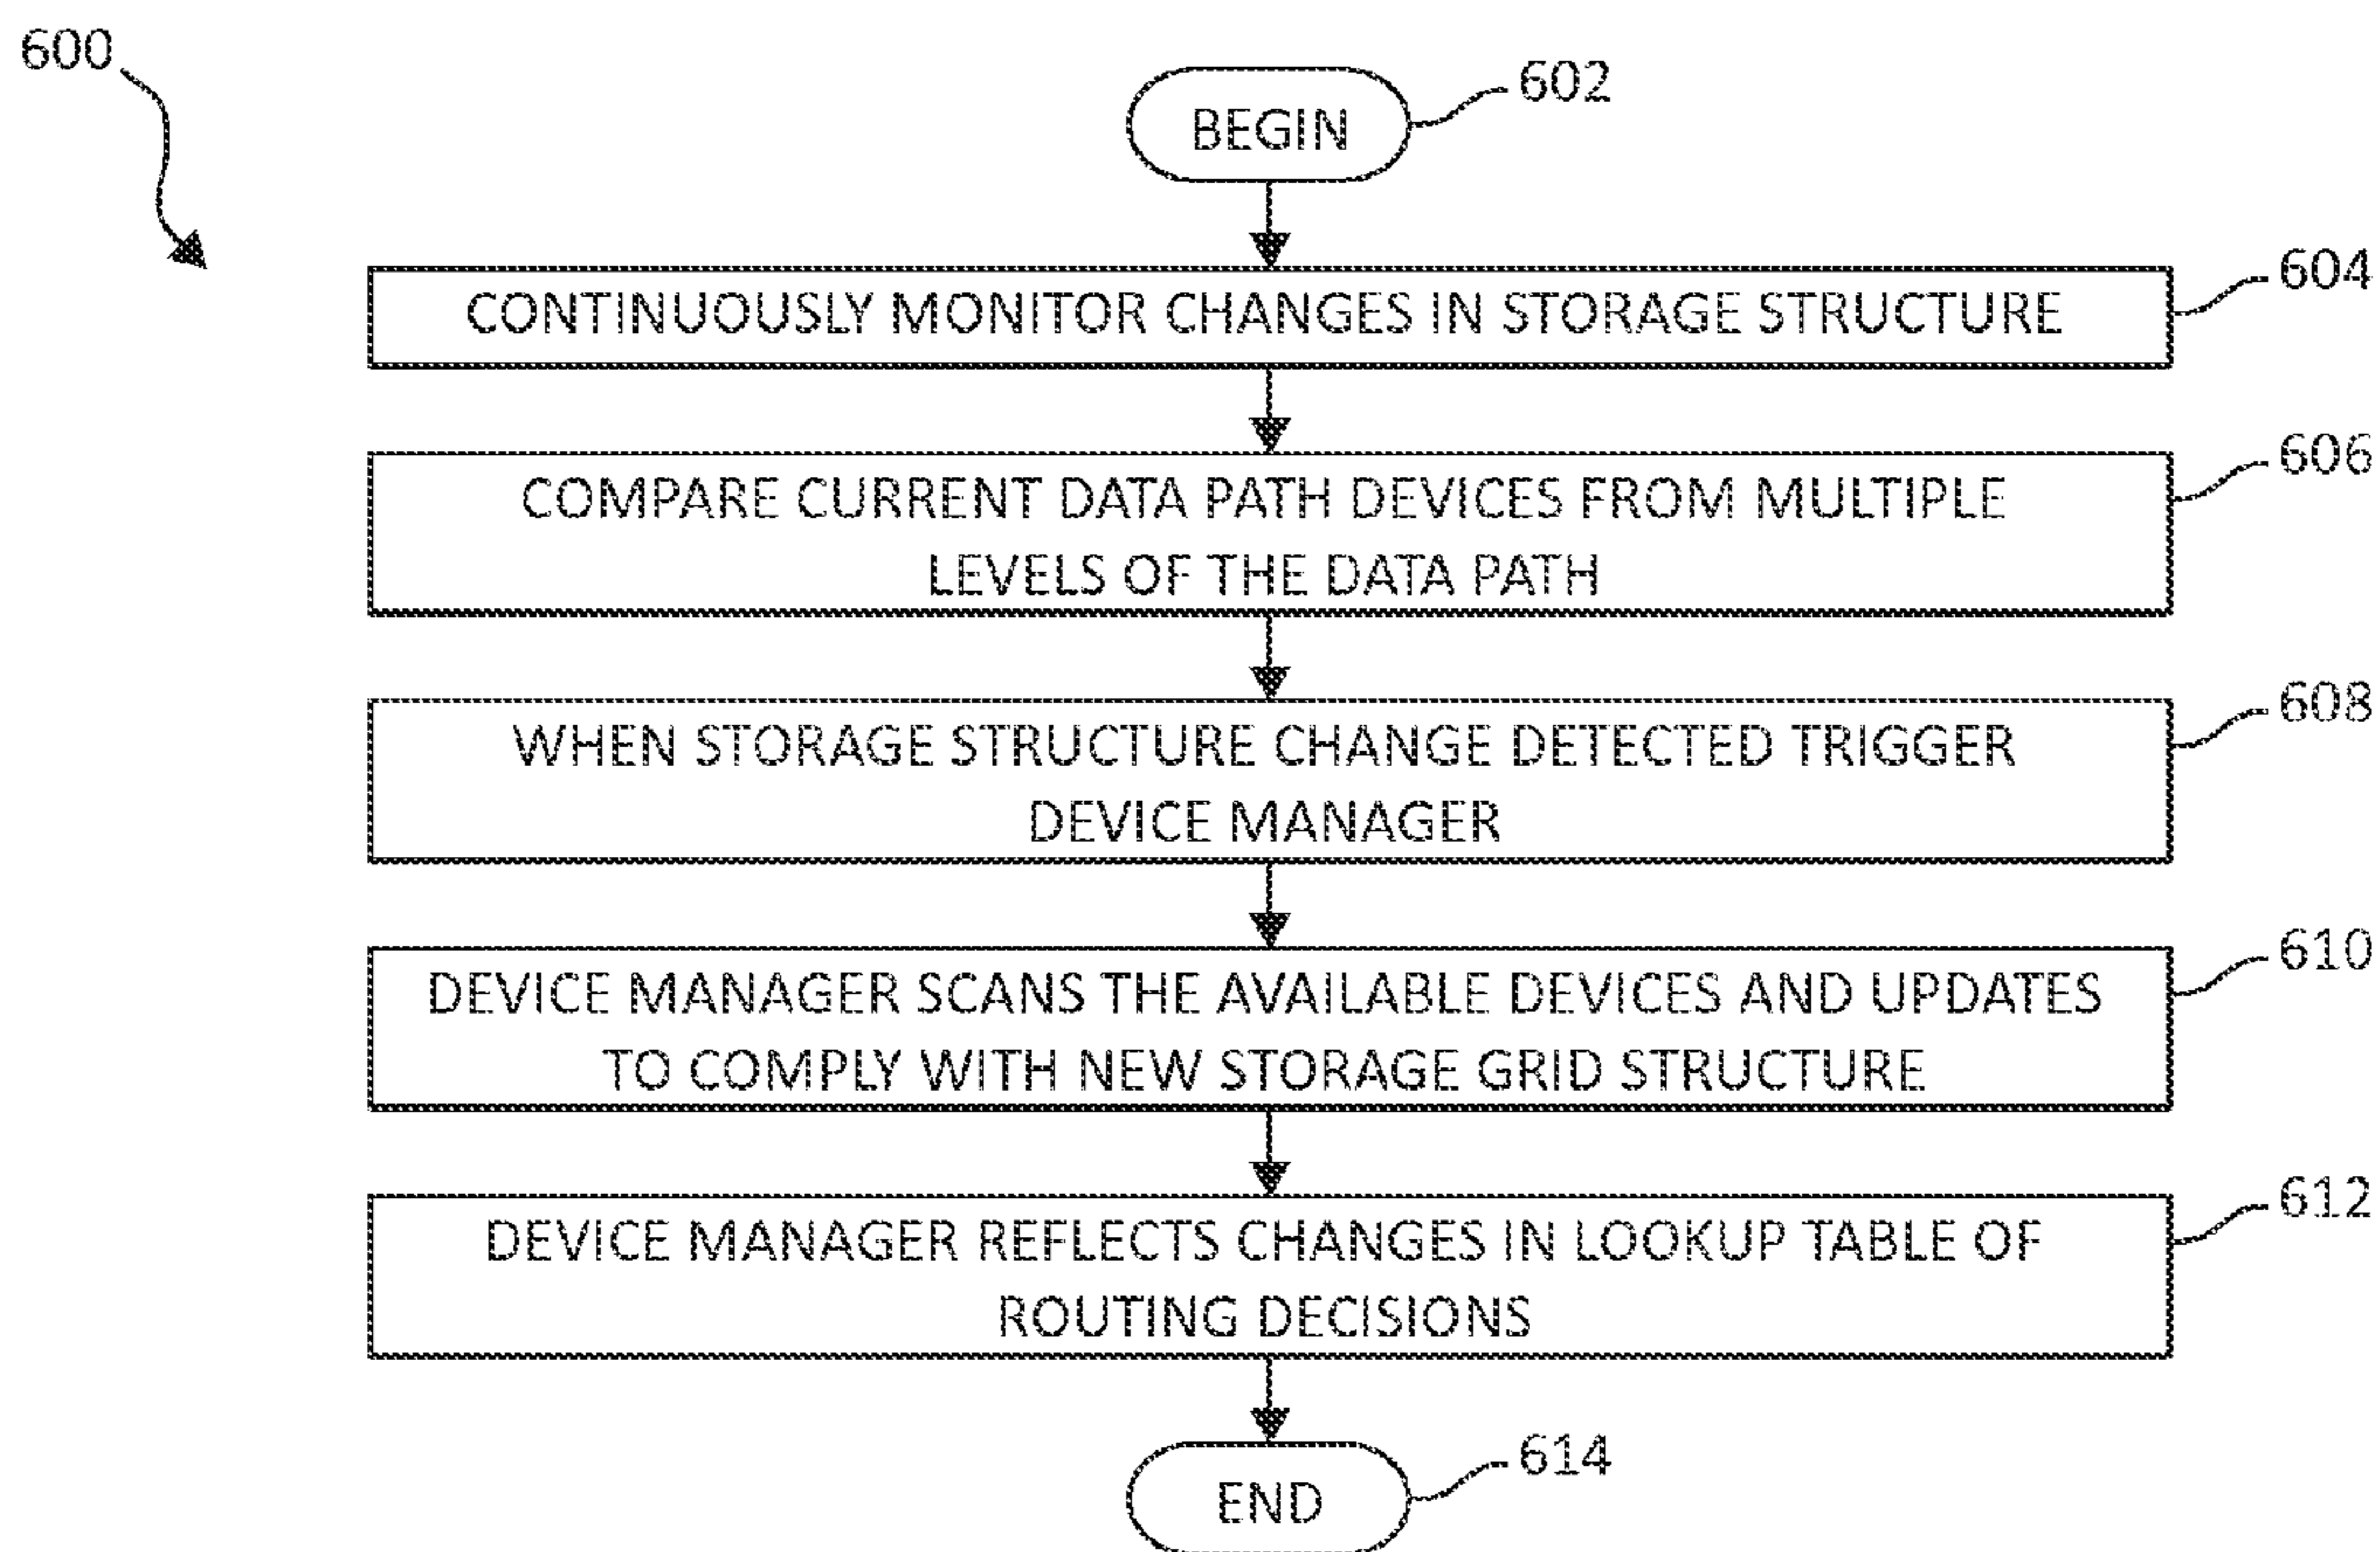 600
BEGIN
602
CONTINUOUSLY MONITOR CHANGES IN STORAGE STRUCTURE
604
COMPARE CURRENT DATA PATH DEVICES FROM MULTIPLE
LEVELS OF THE DATA PATH
606
WHEN STORAGE STRUCTURE CHANGE DETECTED TRIGGER
DEVICE MANAGER
608
DEVICE MANAGER SCANS THE AVAILABLE DEVICES AND UPDATES
TO COMPLY WITH NEW STORAGE GRID STRUCTURE
610
DEVICE MANAGER REFLECTS CHANGES IN LOOKUP TABLE OF
ROUTING DECISIONS
612
END
614